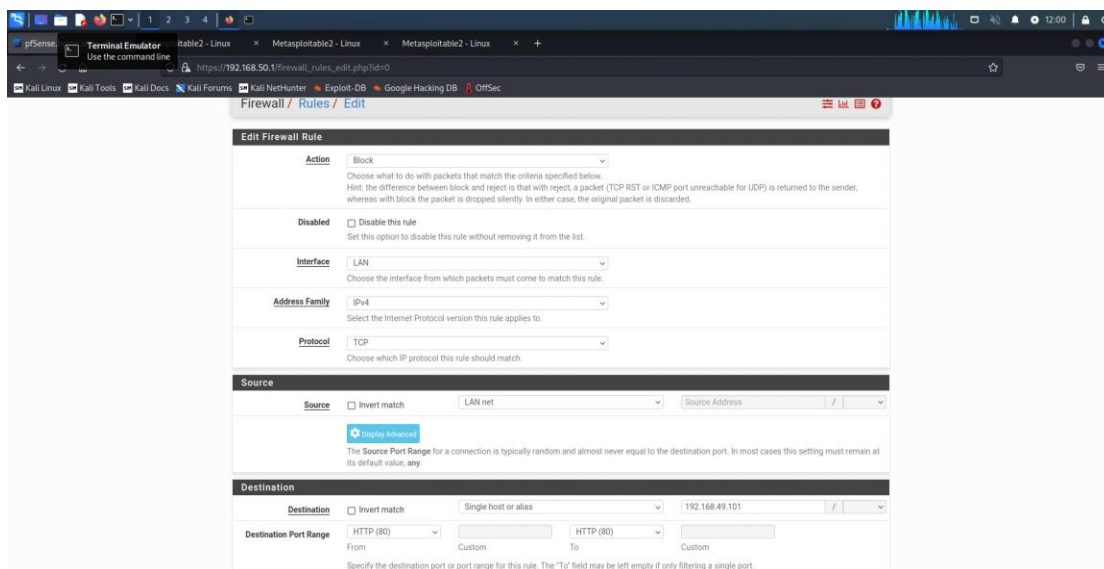 1 2 3 4
12:00
pfSense.
itable2 - Linux × Metasploitable2 - Linux × Metasploitable2 - Linux × +
Terminal Emulator
Use the command line
https://192.168.50.1/firewall_rules_edit.php?id=0
Kali Linux Kali Tools Kali Docs Kali Forums Kali NetHunter Exploit-DB Google Hacking DB OffSec
Firewall / Rules / Edit
Edit Firewall Rule
Action Block
Choose what to do with packets that match the criteria specified below.
Hint: the difference between block and reject is that with reject, a packet (TCP RST or ICMP port unreachable for UDP) is returned to the sender,
whereas with block the packet is dropped silently. In either case, the original packet is discarded.
Disabled Disable this rule
Set this option to disable this rule without removing it from the list.
Interface LAN
Choose the interface from which packets must come to match this rule.
Address Family IPv4
Select the Internet Protocol version this rule applies to.
Protocol TCP
Choose which IP protocol this rule should match.
Source
Source Invert match LAN net Source Address /
Display Advanced
The Source Port Range for a connection is typically random and almost never equal to the destination port. In most cases this setting must remain at
its default value, any.
Destination
Destination Invert match Single host or alias 192.168.49.101 /
Destination Port Range HTTP (80) HTTP (80)
From Custom To Custom
Specify the destination port or port range for this rule. The "To" field may be left empty if only filtering a single port.